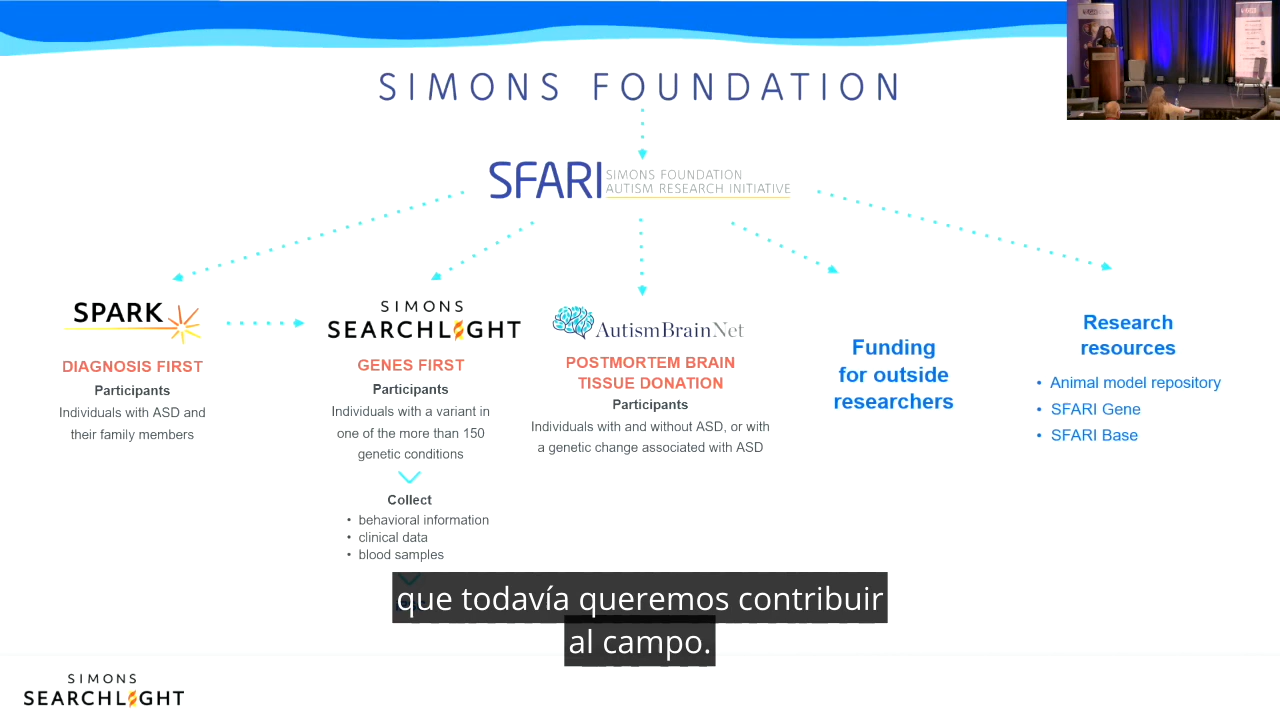 SIMONS FOUNDATION
SFARI
SIMONS FOUNDATION
AUTISM RESEARCH INITIATIVE
SPARK
DIAGNOSIS FIRST
Participants
Individuals with ASD and
their family members
SIMONS
SEARCHLIGHT
GENES FIRST
Participants
Individuals with a variant in
one of the more than 150
genetic conditions
Collect
• behavioral information
• clinical data
• blood samples
AutismBrainNet
POSTMORTEM BRAIN
TISSUE DONATION
Participants
Individuals with and without ASD, or with
a genetic change associated with ASD
Funding
for outside
researchers
Research
resources
• Animal model repository
• SFARI Gene
• SFARI Base
que todavía queremos contribuir
al campo.
SIMONS
SEARCHLIGHT